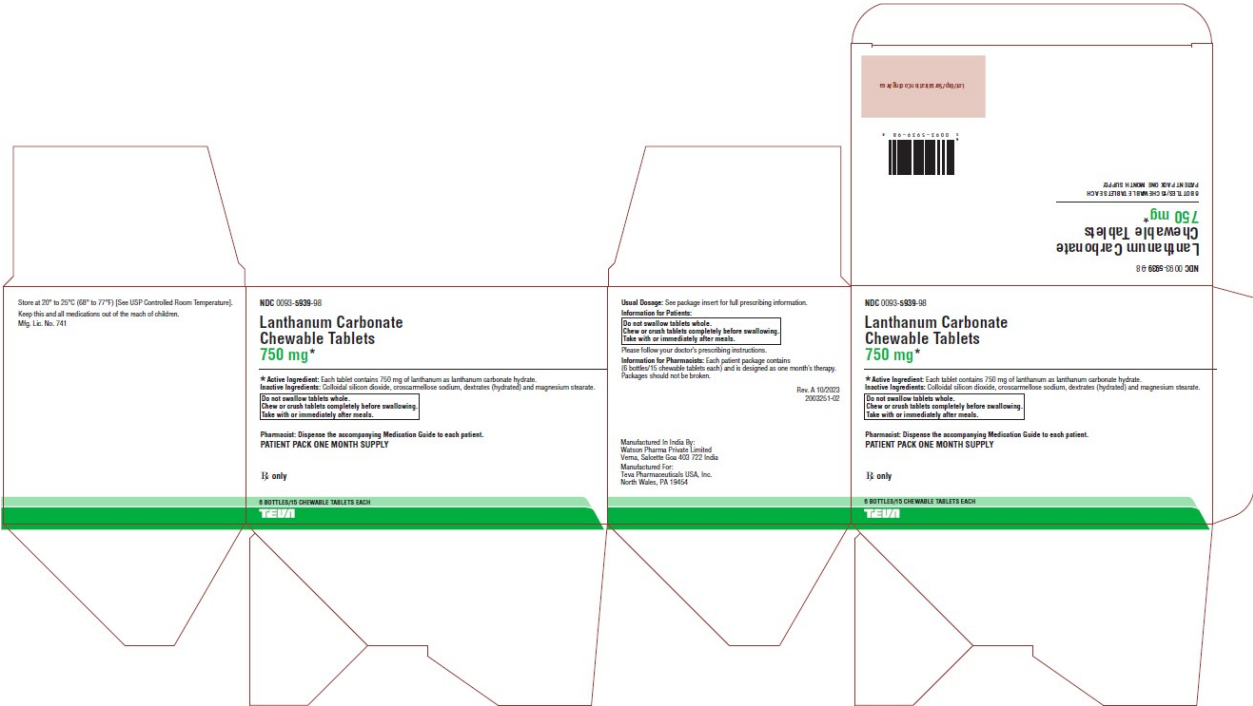 Store at 20° to 25°C (68° to 77°F) [See USP Controlled Room Temperature].
Keep this and all medications out of the reach of children.
Mfg. Lic. No. 741
NDC 0093-5939-98
Lanthanum Carbonate
Chewable Tablets
750 mg*
*Active Ingredient: Each tablet contains 750 mg of lanthanum as lanthanum carbonate hydrate.
Inactive Ingredients: Colloidal silicon dioxide, croscarmellose sodium, dextrates (hydrated) and magnesium stearate.
Do not swallow tablets whole.
Chew or crush tablets completely before swallowing.
Take with or immediately after meals.
Pharmacist: Dispense the accompanying Medication Guide to each patient.
PATIENT PACK ONE MONTH SUPPLY
℞ only
6 BOTTLES/15 CHEWABLE TABLETS EACH
TEVA
Usual Dosage: See package insert for full prescribing information.
Information for Patients:
Do not swallow tablets whole.
Chew or crush tablets completely before swallowing.
Take with or immediately after meals.
Please follow your doctor's prescribing instructions.
Information for Pharmacists: Each patient package contains
(6 bottles/15 chewable tablets each) and is designed as one month's therapy.
Packages should not be broken.
Rev. A 10/2023
2003251-02
Manufactured In India By:
Watson Pharma Private Limited
Verna, Salcette Goa 403 722 India
Manufactured For:
Teva Pharmaceuticals USA, Inc.
North Wales, PA 19454
NDC 0093-5939-98
Lanthanum Carbonate
Chewable Tablets
750 mg*
6 BOTTLES/15 CHEWABLE TABLETS EACH
PATIENT PACK ONE MONTH SUPPLY
3 0093-5939-98
NDC 0093-5939-98
Lanthanum Carbonate
Chewable Tablets
750 mg*
*Active Ingredient: Each tablet contains 750 mg of lanthanum as lanthanum carbonate hydrate.
Inactive Ingredients: Colloidal silicon dioxide, croscarmellose sodium, dextrates (hydrated) and magnesium stearate.
Do not swallow tablets whole.
Chew or crush tablets completely before swallowing.
Take with or immediately after meals.
Pharmacist: Dispense the accompanying Medication Guide to each patient.
PATIENT PACK ONE MONTH SUPPLY
℞ only
6 BOTTLES/15 CHEWABLE TABLETS EACH
TEVA